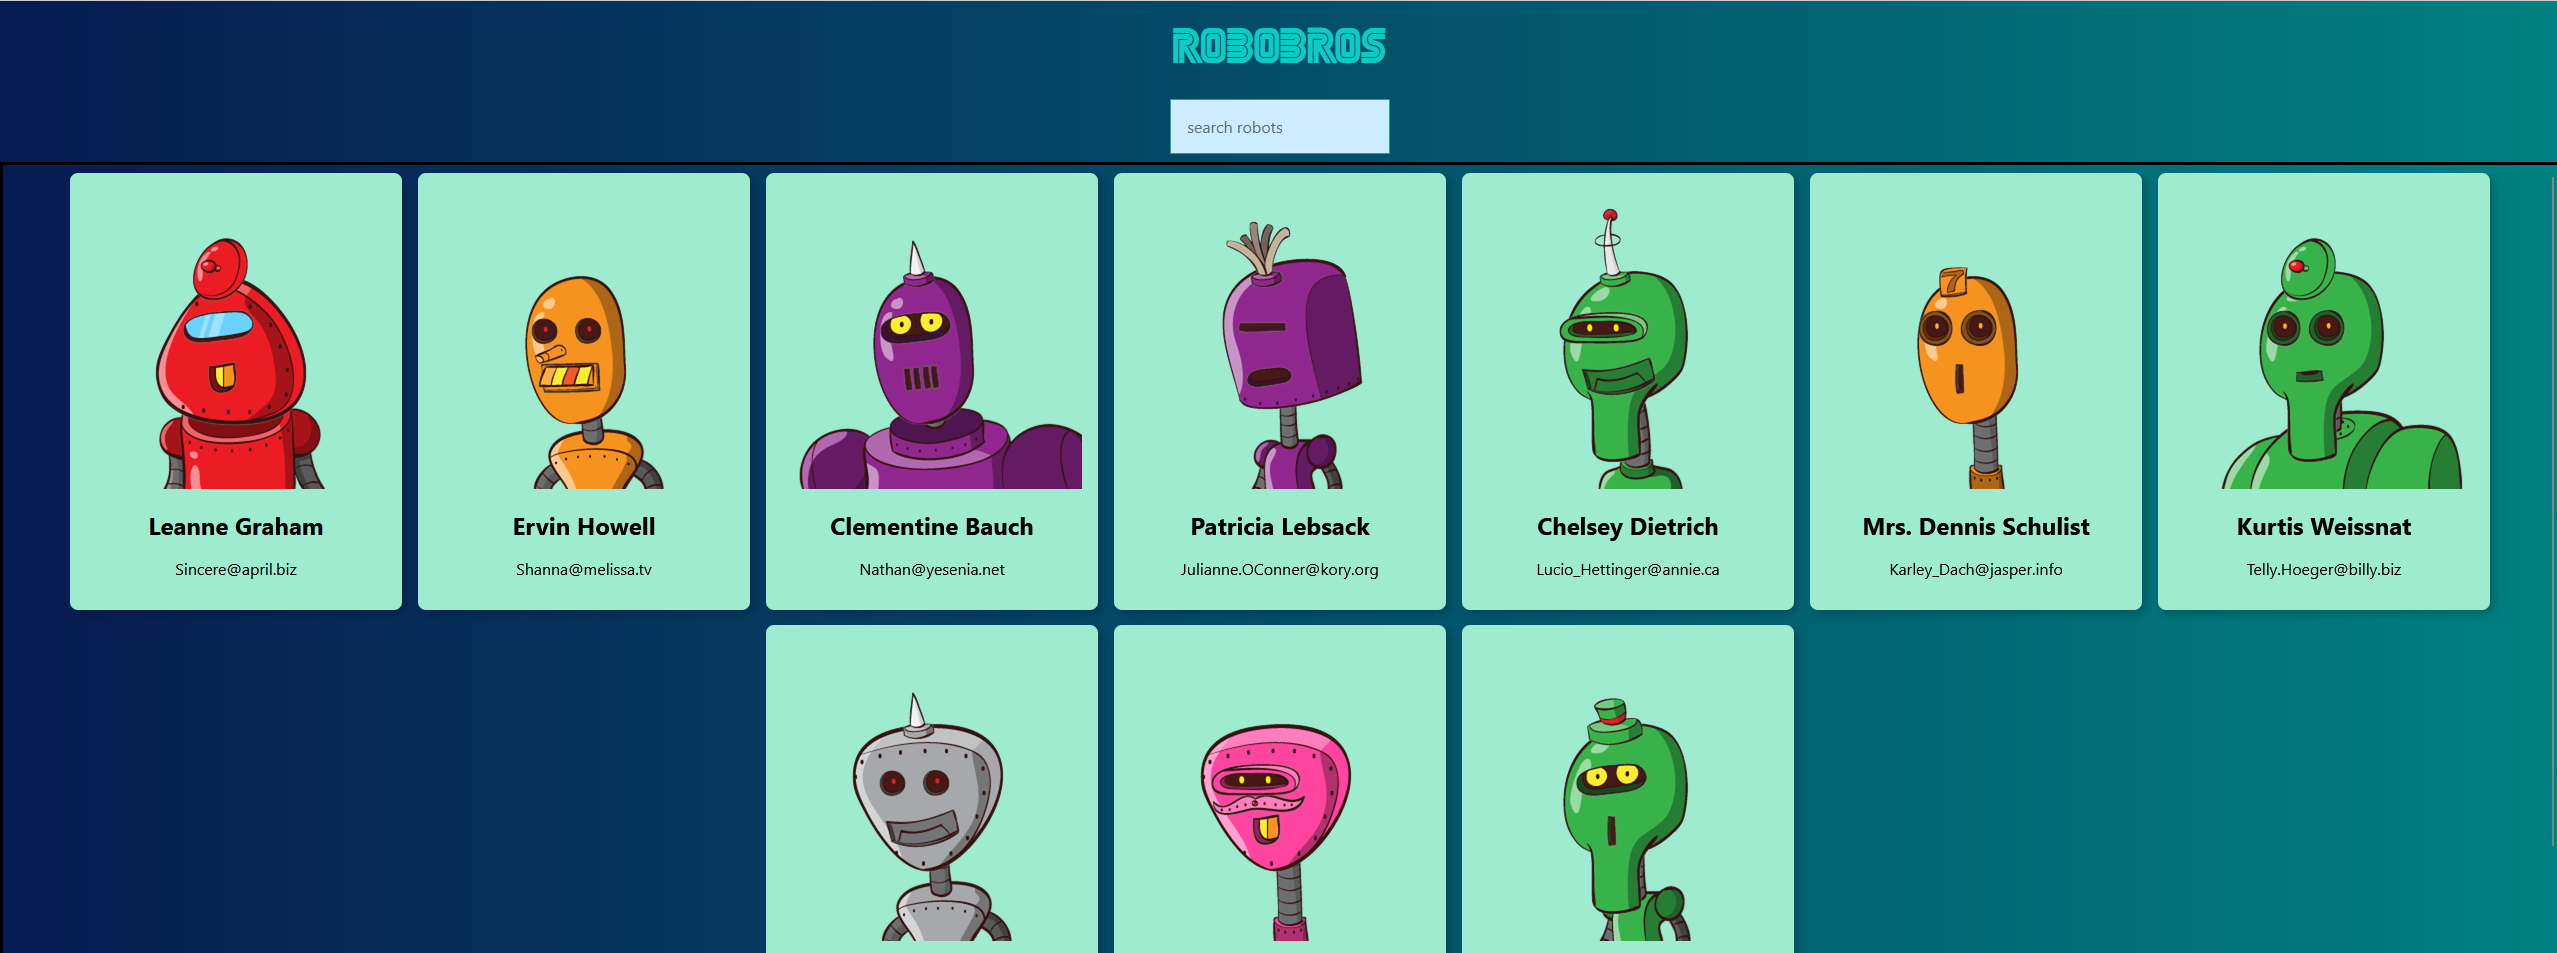 ROBOBROS
search robots
7
Leanne Graham
Ervin Howell
Clementine Bauch
Patricia Lebsack
Chelsey Dietrich
Mrs. Dennis Schulist
Kurtis Weissnat
Sincere@april.biz
Shanna@melissa.tv
Nathan@yesenia.net
Julianne.OConner@kory.org
Lucio_Hettinger@annie.ca
Karley_Dach@jasper.info
Telly.Hoeger@billy.biz